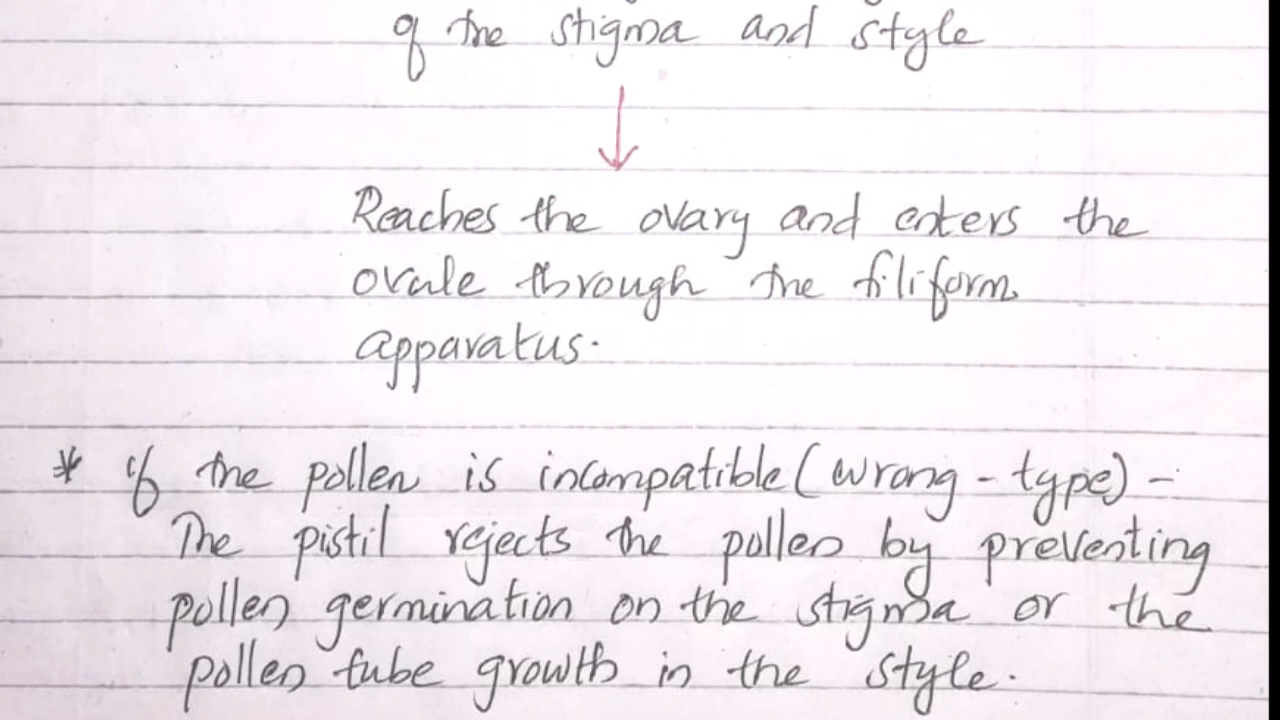 of the stigma and style
Reaches the ovary and enters the
ovule through the filiform
apparatus.
* if the pollen is incompatible (wrong - type) -
The pistil rejects the pollen by preventing
pollen germination on the stigma or the
pollen tube growth in the style.